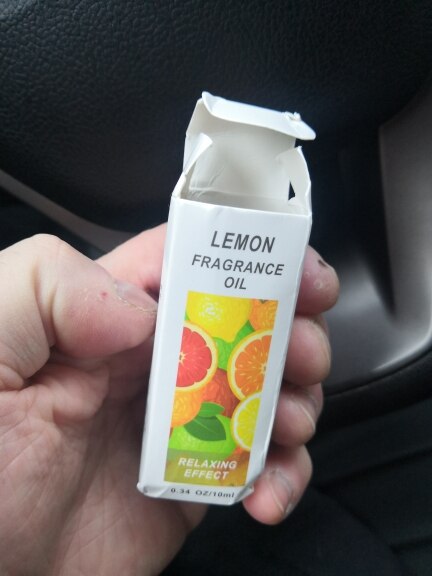 LEMON
FRAGRANCE
OIL
RELAXING
EFFECT
0.34 OZ/10ml